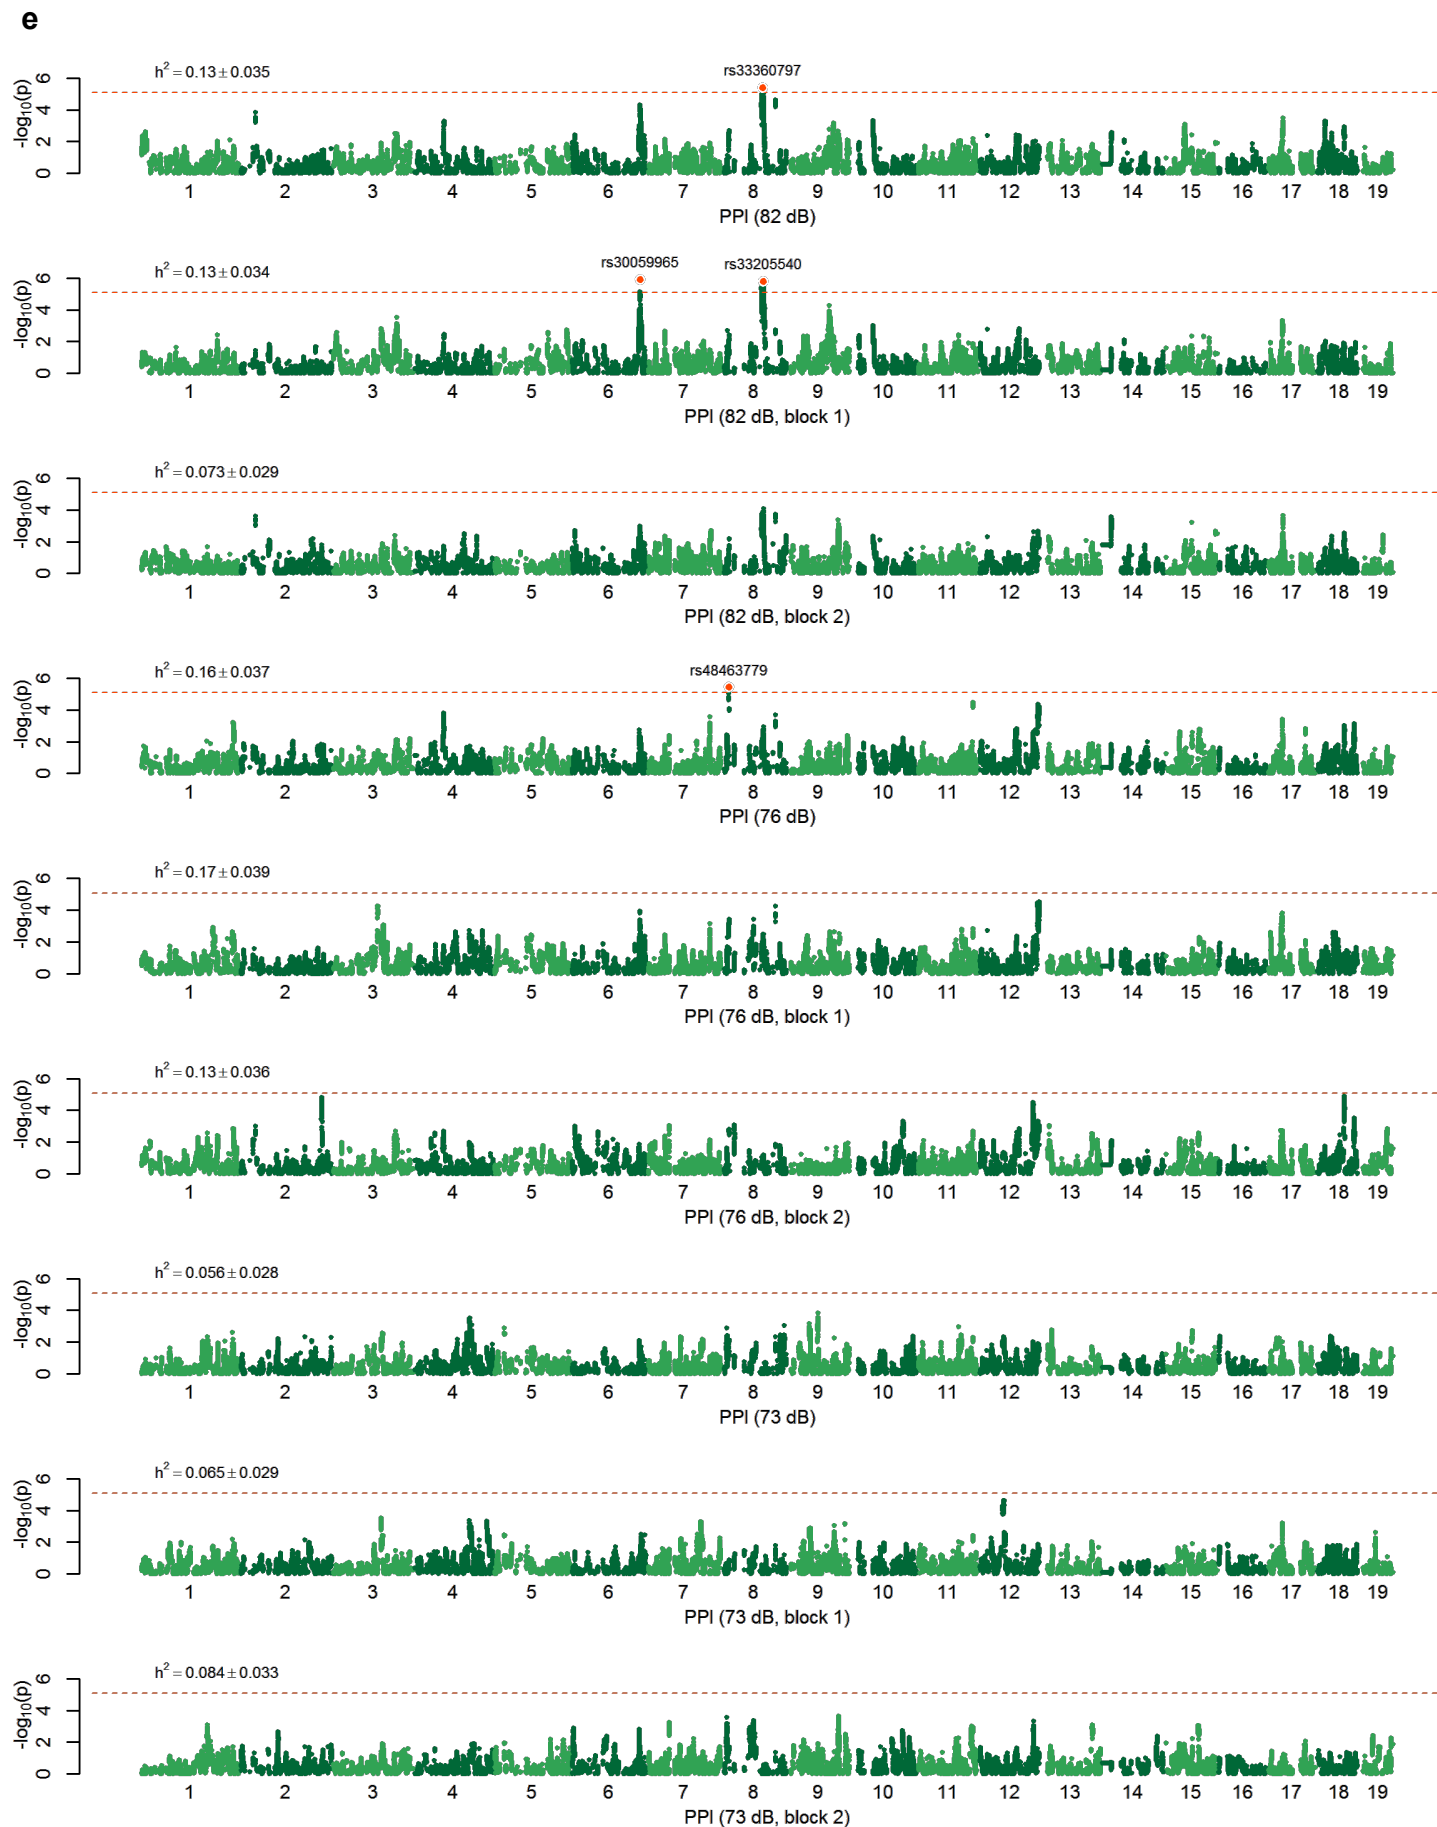 e
h² = 0.13 ± 0.035
rs33360797
-log₁₀(p)
0 2 4 6
1 2 3 4 5 6 7 8 9 10 11 12 13 14 15 16 17 18 19
PPI (82 dB)
h² = 0.13 ± 0.034
rs30059965 rs33205540
-log₁₀(p)
0 2 4 6
1 2 3 4 5 6 7 8 9 10 11 12 13 14 15 16 17 18 19
PPI (82 dB, block 1)
h² = 0.073 ± 0.029
-log₁₀(p)
0 2 4 6
1 2 3 4 5 6 7 8 9 10 11 12 13 14 15 16 17 18 19
PPI (82 dB, block 2)
h² = 0.16 ± 0.037
rs48463779
-log₁₀(p)
0 2 4 6
1 2 3 4 5 6 7 8 9 10 11 12 13 14 15 16 17 18 19
PPI (76 dB)
h² = 0.17 ± 0.039
-log₁₀(p)
0 2 4 6
1 2 3 4 5 6 7 8 9 10 11 12 13 14 15 16 17 18 19
PPI (76 dB, block 1)
h² = 0.13 ± 0.036
-log₁₀(p)
0 2 4 6
1 2 3 4 5 6 7 8 9 10 11 12 13 14 15 16 17 18 19
PPI (76 dB, block 2)
h² = 0.056 ± 0.028
-log₁₀(p)
0 2 4 6
1 2 3 4 5 6 7 8 9 10 11 12 13 14 15 16 17 18 19
PPI (73 dB)
h² = 0.065 ± 0.029
-log₁₀(p)
0 2 4 6
1 2 3 4 5 6 7 8 9 10 11 12 13 14 15 16 17 18 19
PPI (73 dB, block 1)
h² = 0.084 ± 0.033
-log₁₀(p)
0 2 4 6
1 2 3 4 5 6 7 8 9 10 11 12 13 14 15 16 17 18 19
PPI (73 dB, block 2)